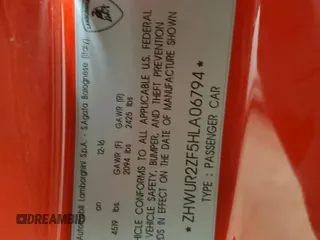 LAMBORGHINI
Automobili Lamborghini S.p.A. - S.Agata Bolognese (Italy)
on 12-16
GAWR (F) GAWR (R)
4519 lbs. 2094 lbs 2425 lbs
VEHICLE CONFORMS TO ALL APPLICABLE U.S. FEDERAL
VEHICLE SAFETY, BUMPER, AND THEFT PREVENTION
IN EFFECT ON THE DATE OF MANUFACTURE SHOWN
*ZHWUR2ZF5HLA06794*
TYPE : PASSENGER CAR
DREAMBID